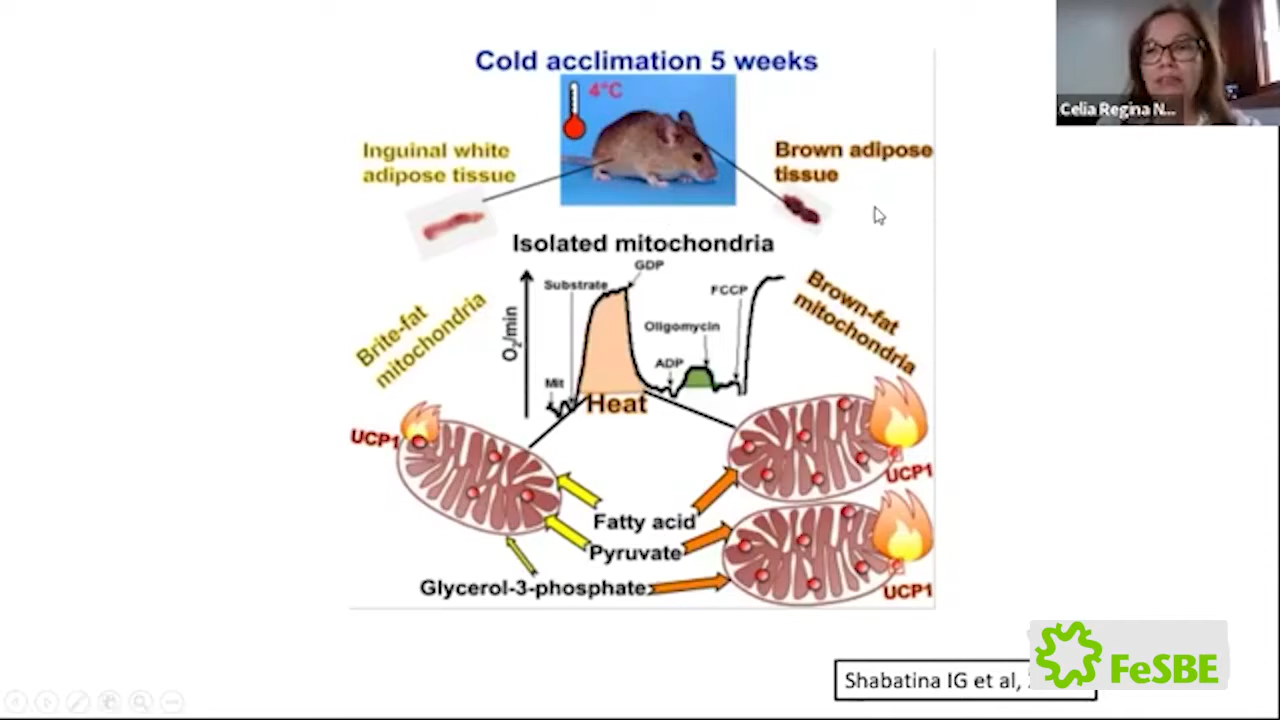 Cold acclimation 5 weeks
4°C
Inguinal white
adipose tissue
Brown adipose
tissue
Isolated mitochondria
GDP
Substrate
FCCP
Oligomycin
ADP
Mit
O2/min
Heat
Brite-fat
mitochondria
Brown-fat
mitochondria
UCP1
UCP1
Fatty acid
Pyruvate
Glycerol-3-phosphate
UCP1
Shabatina IG et al,
FeSBE
Celia Regina N...